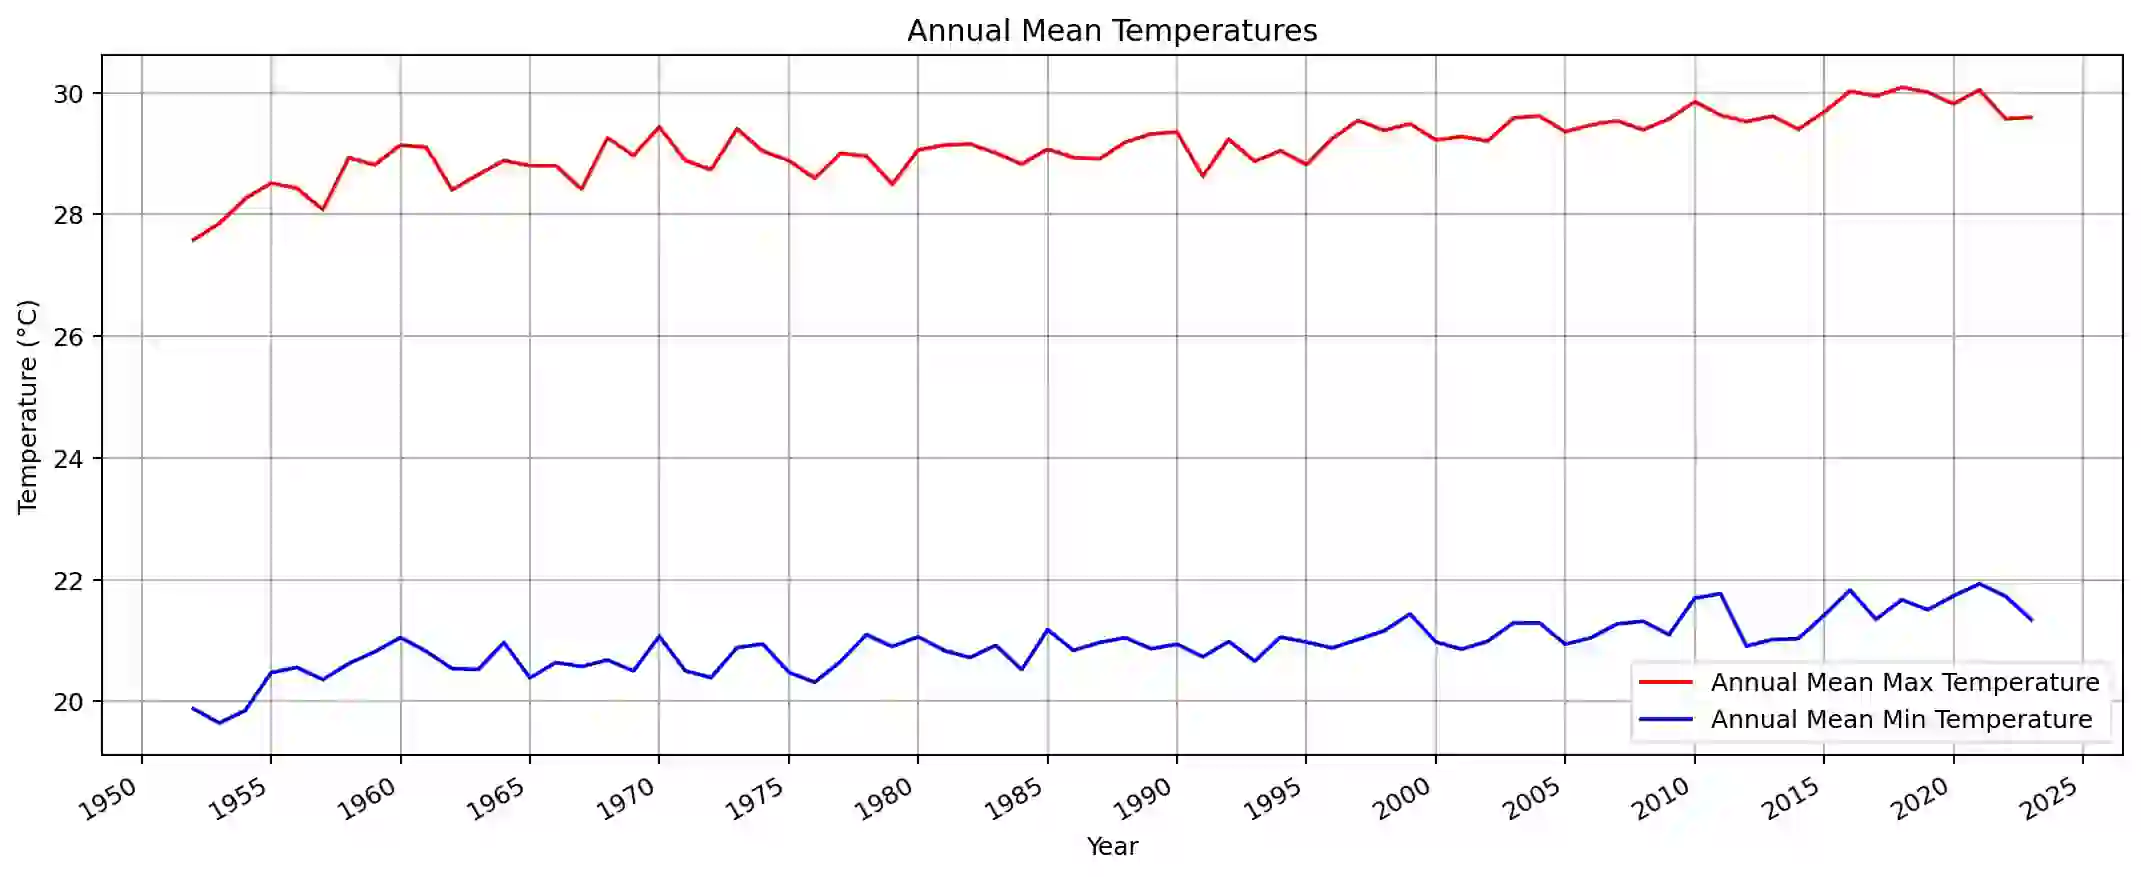 Annual Mean Temperatures
30
28
26
24
22
20
Temperature (°C)
Annual Mean Max Temperature
Annual Mean Min Temperature
1950 1955 1960 1965 1970 1975 1980 1985 1990 1995 2000 2005 2010 2015 2020 2025
Year